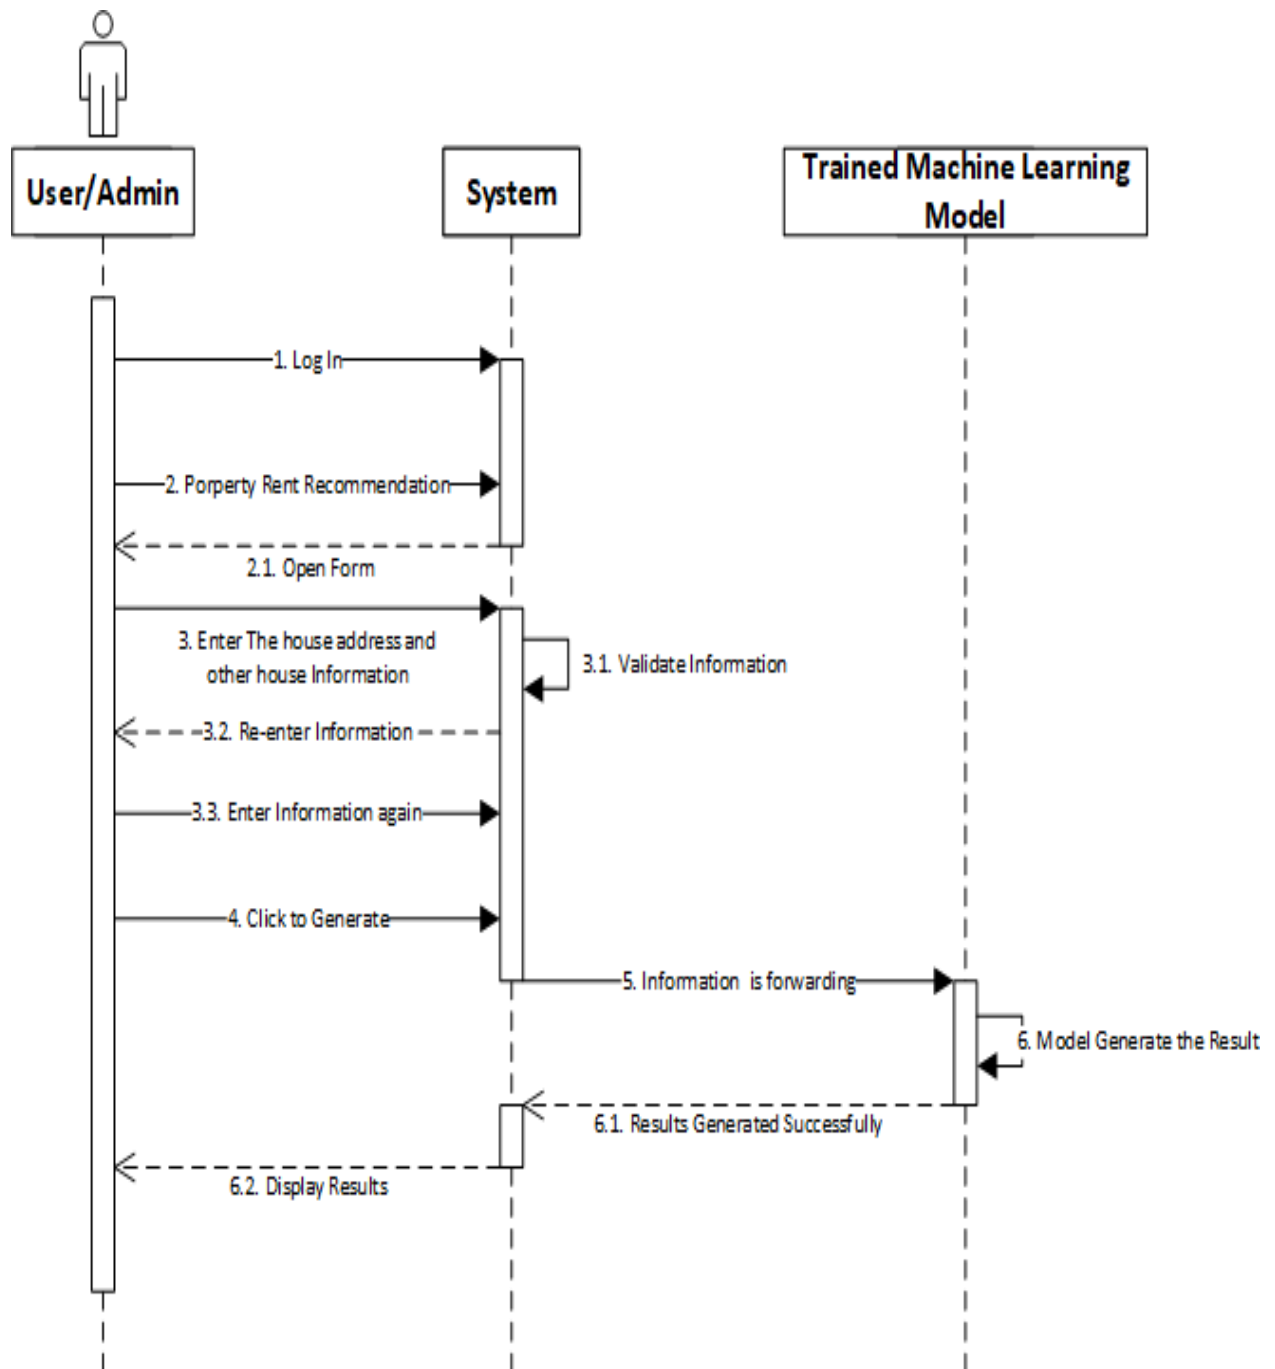 User/Admin
System
Trained Machine Learning
Model
1. Log In
2. Porperty Rent Recommendation
2.1. Open Form
3. Enter The house address and
other house Information
3.1. Validate Information
3.2. Re-enter Information
3.3. Enter Information again
4. Click to Generate
5. Information is forwarding
6. Model Generate the Result
6.1. Results Generated Successfully
6.2. Display Results